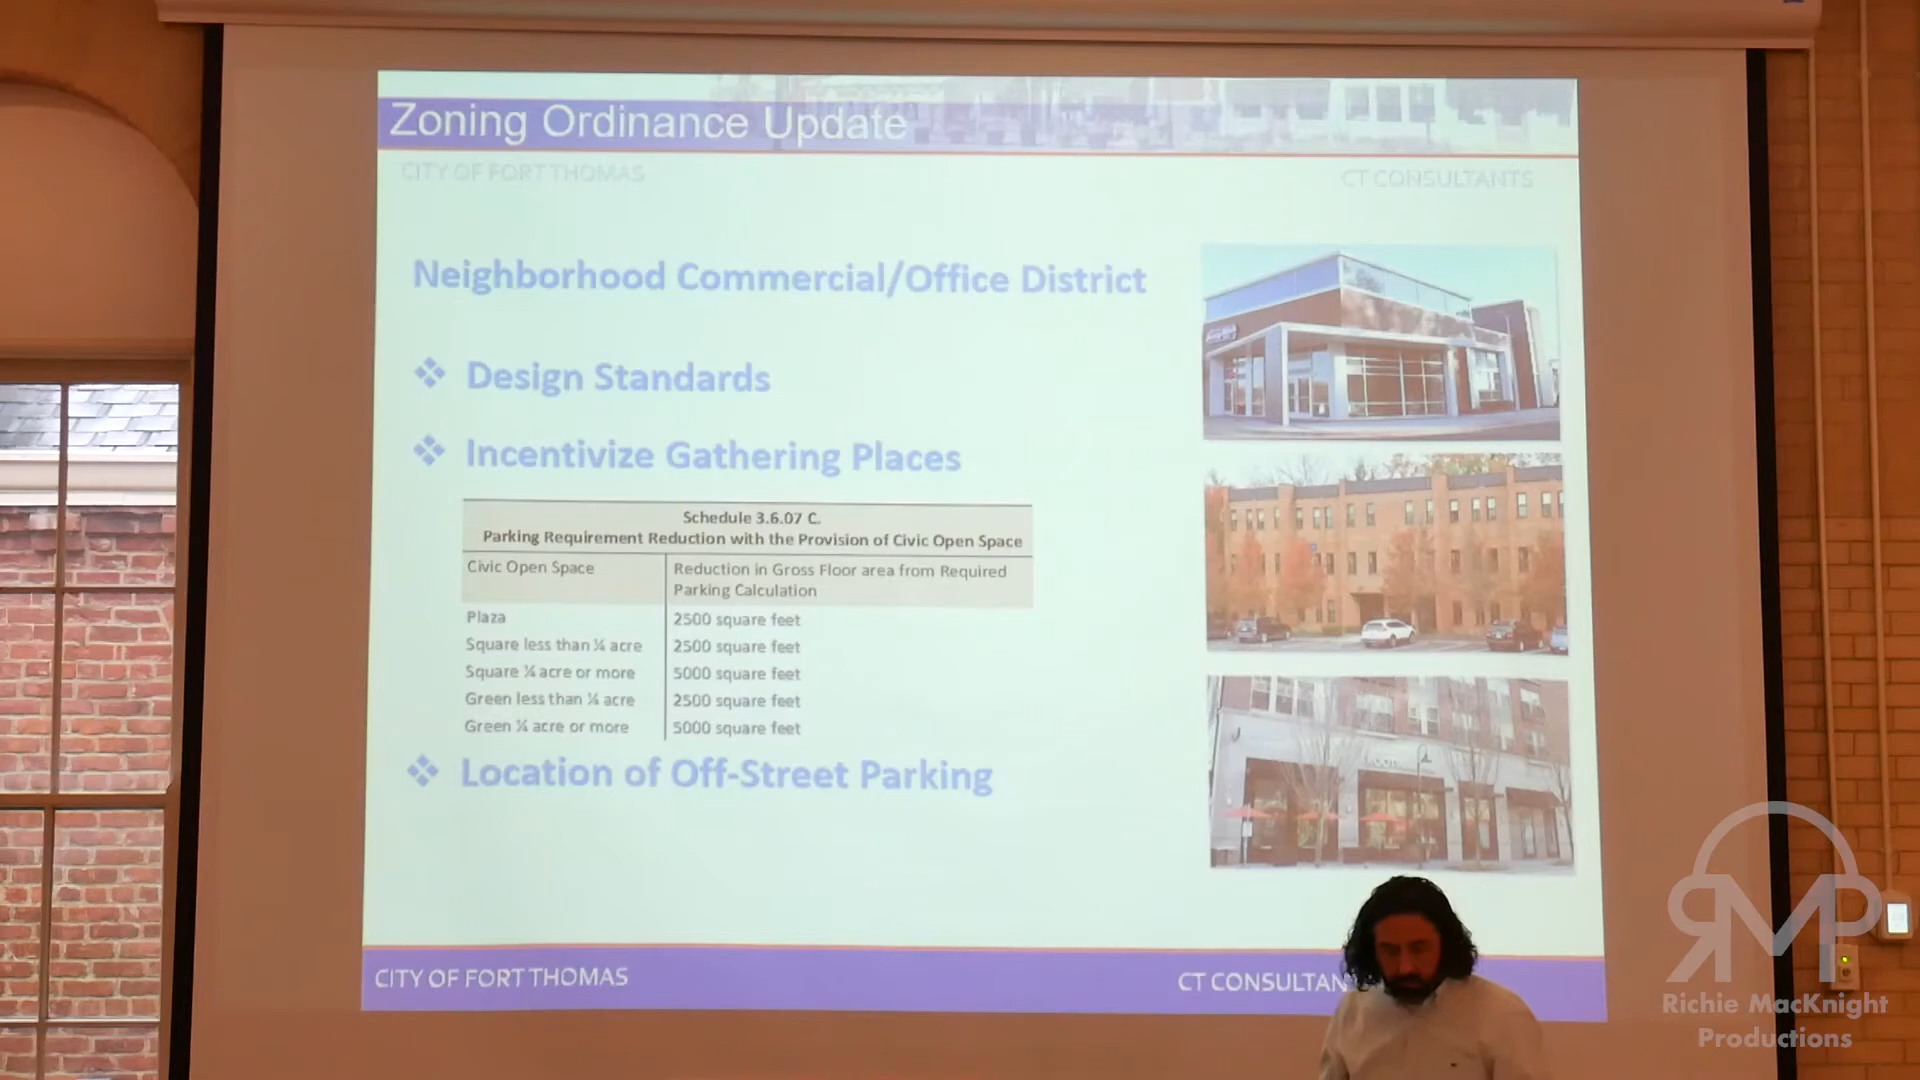 Zoning Ordinance Update
CITY OF FORT THOMAS
CT CONSULTANTS
Neighborhood Commercial/Office District
Design Standards
Incentivize Gathering Places
Schedule 3.6.07 C.
Parking Requirement Reduction with the Provision of Civic Open Space
Civic Open Space
Reduction in Gross Floor area from Required
Parking Calculation
Plaza
2500 square feet
Square less than ¼ acre
2500 square feet
Square ¼ acre or more
5000 square feet
Green less than ¼ acre
2500 square feet
Green ¼ acre or more
5000 square feet
Location of Off-Street Parking
CITY OF FORT THOMAS
CT CONSULTAN
RMP
Richie MacKnight
Productions